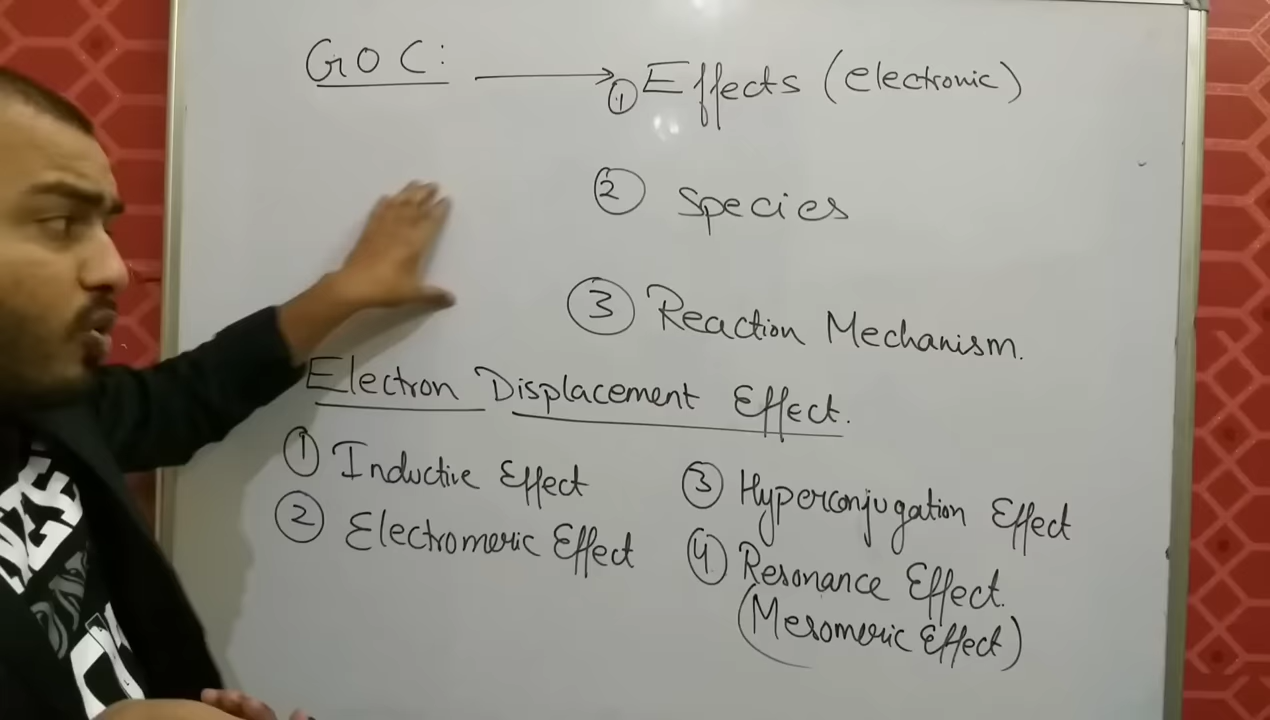 GOC: → ① Effects (electronic)
② Species
③ Reaction Mechanism.
Electron Displacement Effect.
① Inductive Effect
② Electromeric Effect
③ Hyperconjugation Effect
④ Resonance Effect.
(Mesomeric Effect)